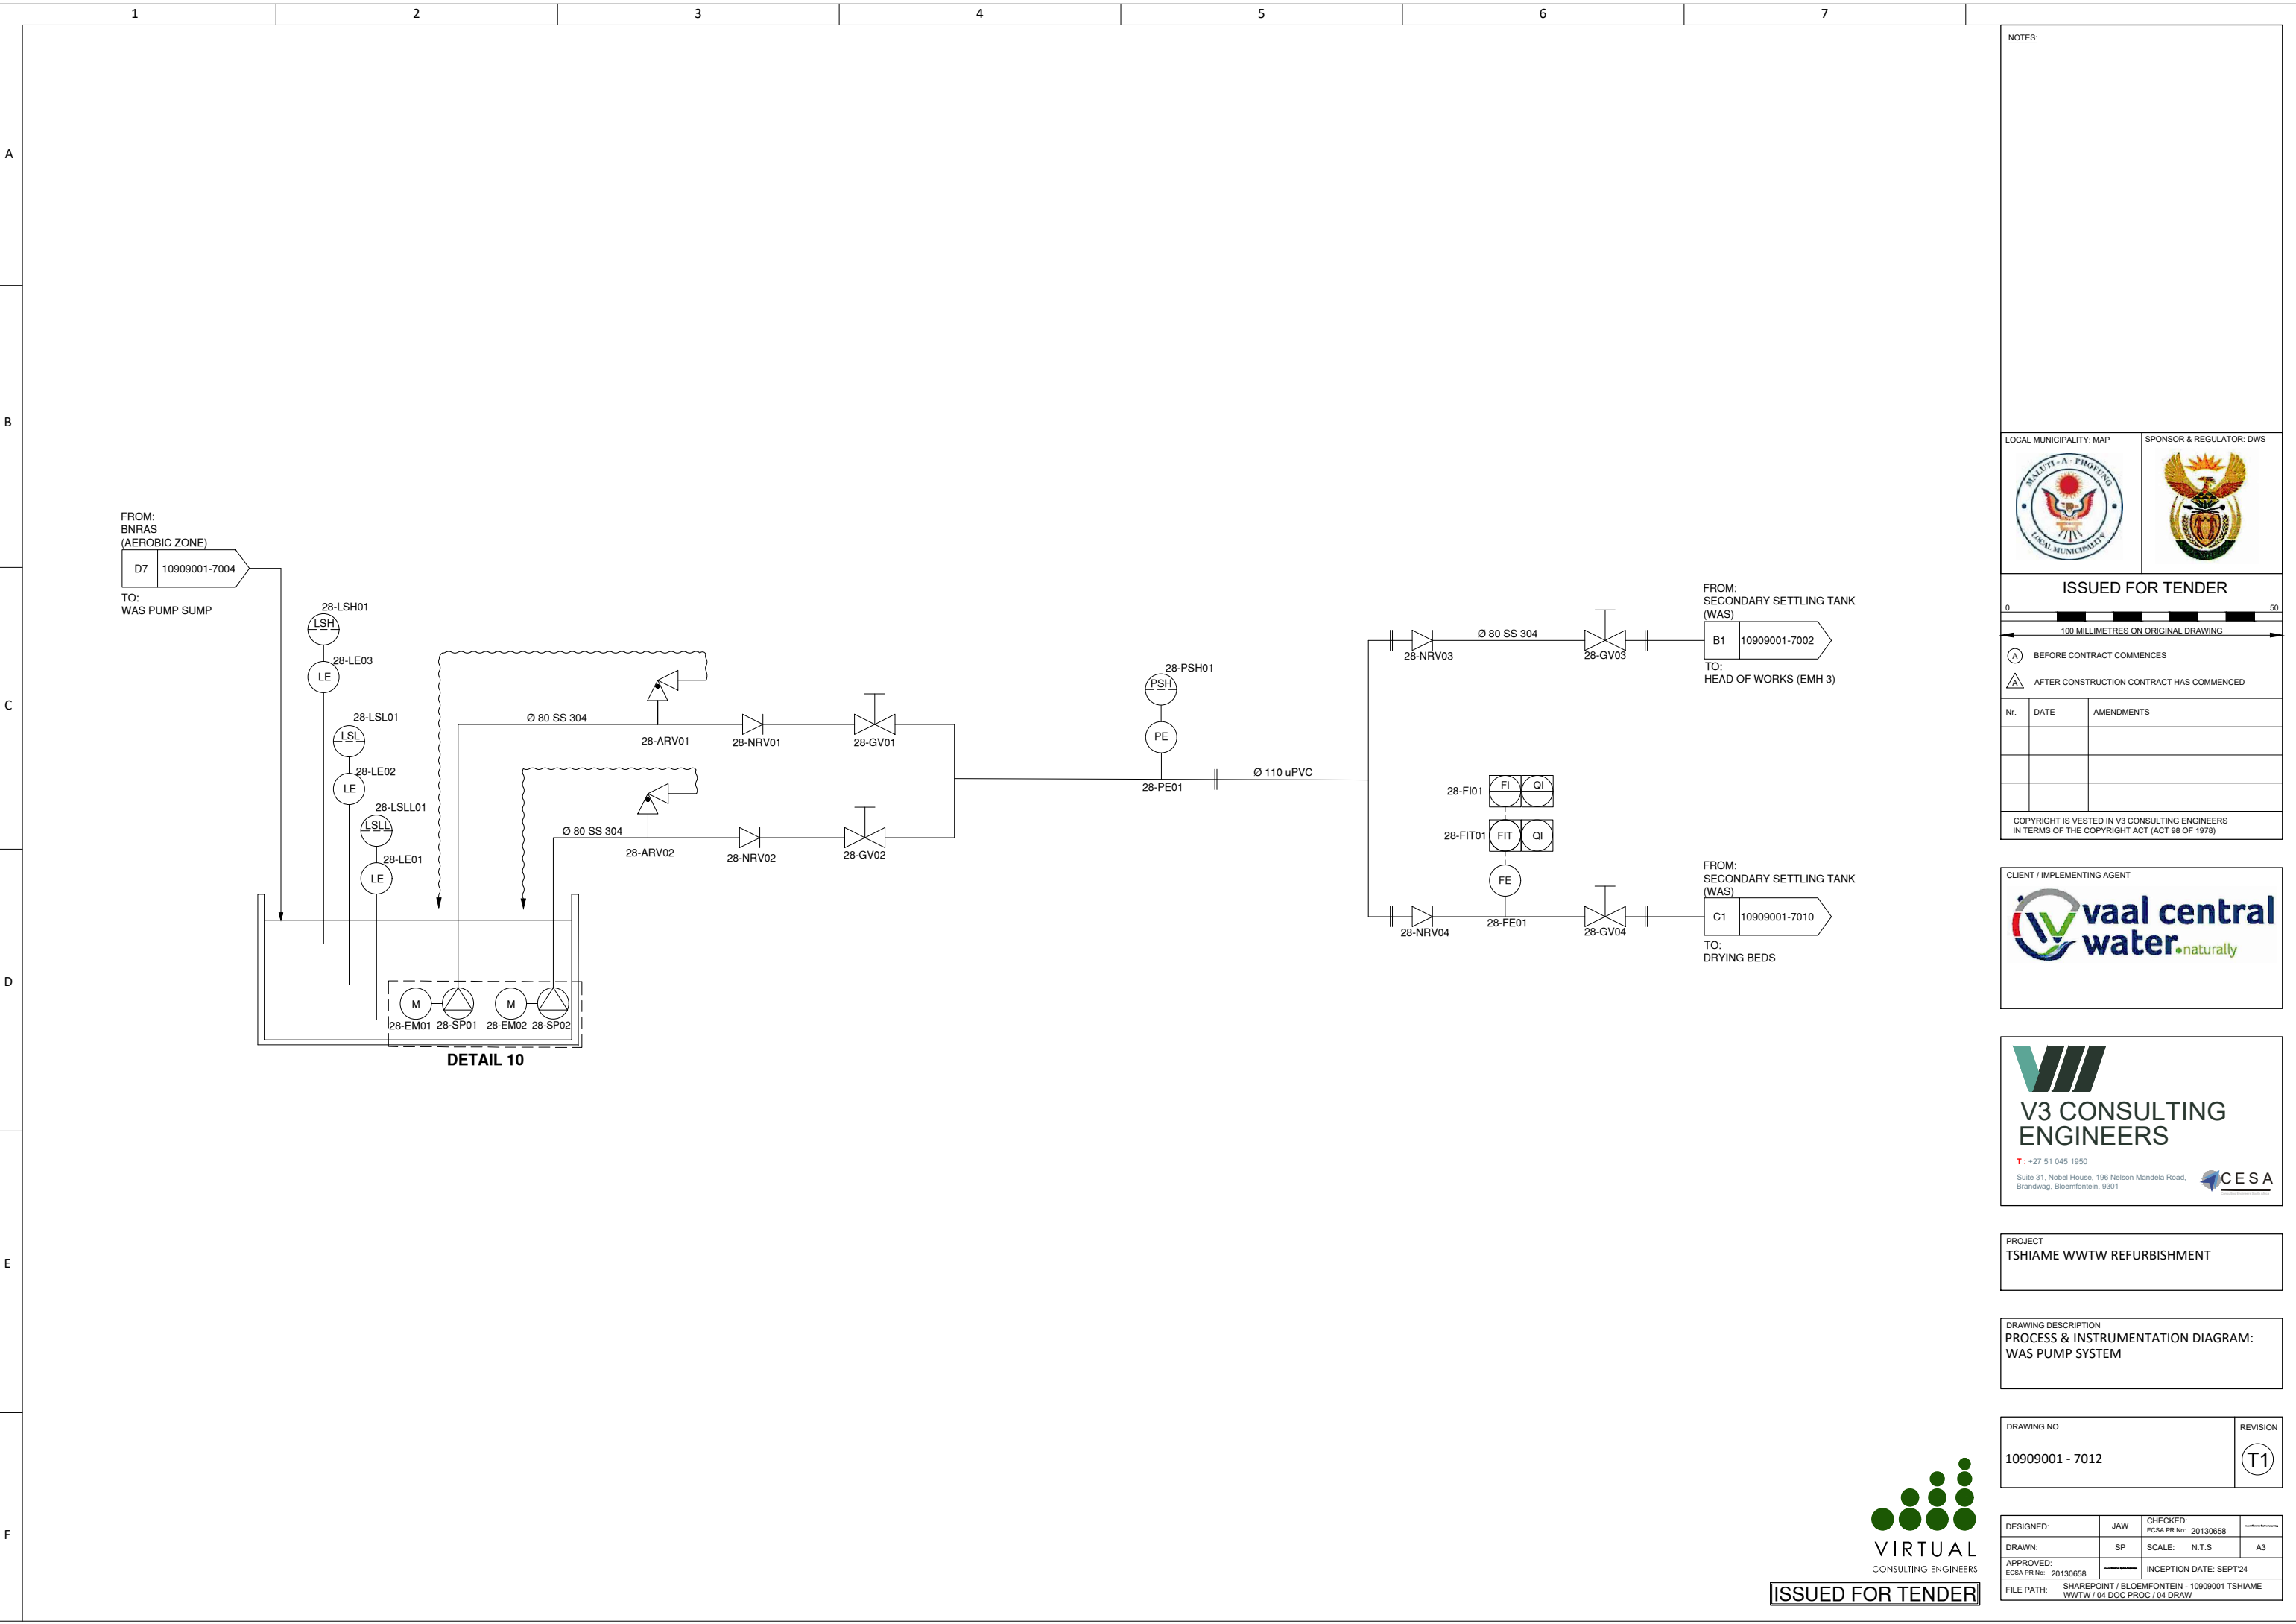 1 2 3 4 5 6 7
A
B
C
D
E
F
FROM:
BNRAS
(AEROBIC ZONE)
D7 10909001-7004
TO:
WAS PUMP SUMP
28-LSH01
LSH
28-LE03
LE
28-LSL01
LSL
28-LE02
LE
28-LSLL01
LSLL
28-LE01
LE
Ø 80 SS 304
28-ARV01
28-NRV01
28-GV01
Ø 80 SS 304
28-ARV02
28-NRV02
28-GV02
M
M
28-EM01 28-SP01 28-EM02 28-SP02
DETAIL 10
28-PSH01
PSH
PE
28-PE01
Ø 110 uPVC
28-NRV03
Ø 80 SS 304
28-GV03
FROM:
SECONDARY SETTLING TANK
(WAS)
B1 10909001-7002
TO:
HEAD OF WORKS (EMH 3)
28-FI01 FI QI
28-FIT01 FIT QI
FE
28-NRV04
28-FE01
28-GV04
FROM:
SECONDARY SETTLING TANK
(WAS)
C1 10909001-7010
TO:
DRYING BEDS
VIRTUAL
CONSULTING ENGINEERS
ISSUED FOR TENDER
NOTES:
LOCAL MUNICIPALITY: MAP
MALUTI-A-PHOFUNG
LOCAL MUNICIPALITY
SPONSOR & REGULATOR: DWS
ISSUED FOR TENDER
0 50
100 MILLIMETRES ON ORIGINAL DRAWING
A BEFORE CONTRACT COMMENCES
A AFTER CONSTRUCTION CONTRACT HAS COMMENCED
Nr. DATE AMENDMENTS
COPYRIGHT IS VESTED IN V3 CONSULTING ENGINEERS
IN TERMS OF THE COPYRIGHT ACT (ACT 98 OF 1978)
CLIENT / IMPLEMENTING AGENT
vaal central
water.naturally
V3 CONSULTING
ENGINEERS
T : +27 51 045 1950
Suite 31, Nobel House, 196 Nelson Mandela Road,
Brandwag, Bloemfontein, 9301
CESA
PROJECT
TSHIAME WWTW REFURBISHMENT
DRAWING DESCRIPTION
PROCESS & INSTRUMENTATION DIAGRAM:
WAS PUMP SYSTEM
DRAWING NO.
10909001 - 7012
REVISION
T1
DESIGNED: JAW
CHECKED:
ECSA PR No: 20130658
DRAWN: SP
SCALE: N.T.S A3
APPROVED:
ECSA PR No: 20130658
INCEPTION DATE: SEPT'24
FILE PATH: SHAREPOINT / BLOEMFONTEIN - 10909001 TSHIAME
WWTW / 04 DOC PROC / 04 DRAW